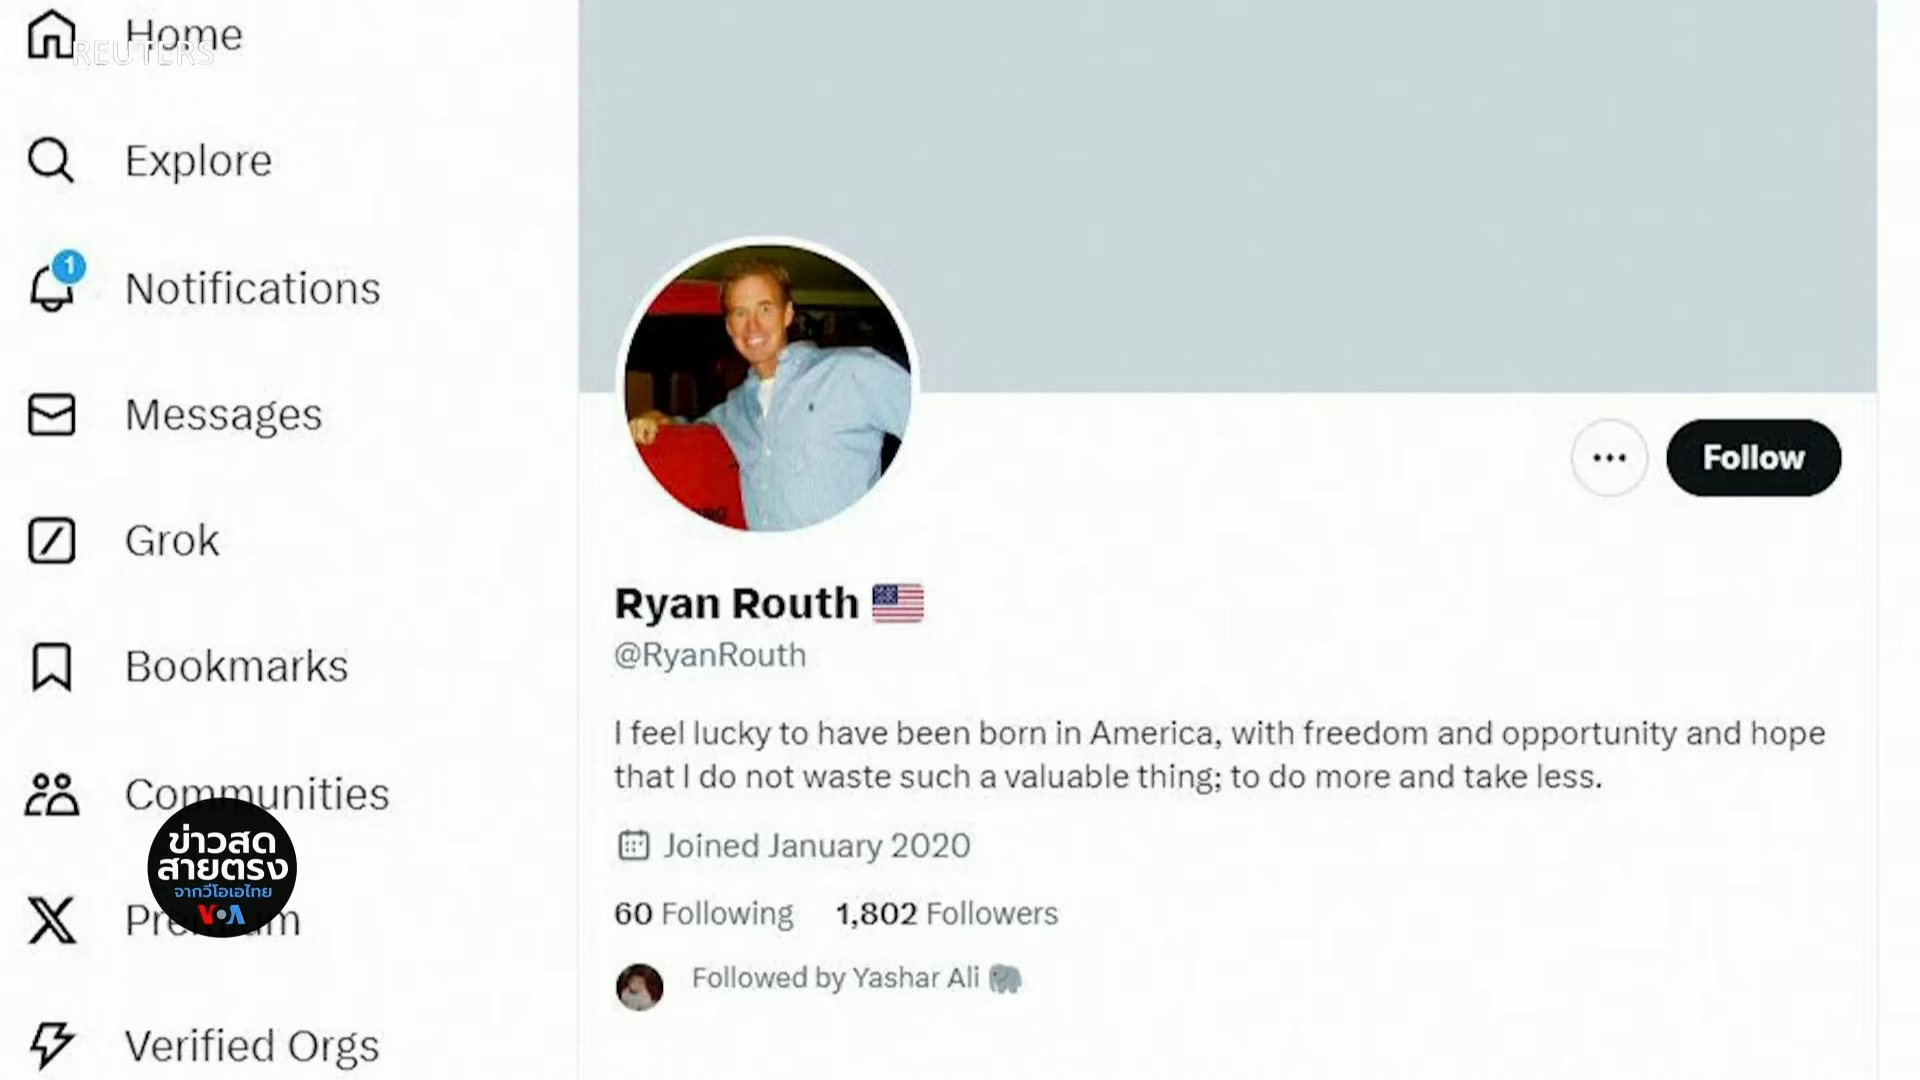 Home
REUTERS
Explore
1
Notifications
Messages
Grok
Bookmarks
Communities
ข่าวสด
สายตรง
จากวีโอเอไทย
VOA
Premium
Verified Orgs
Follow
Ryan Routh
@RyanRouth
I feel lucky to have been born in America, with freedom and opportunity and hope
that I do not waste such a valuable thing; to do more and take less.
Joined January 2020
60 Following 1,802 Followers
Followed by Yashar Ali